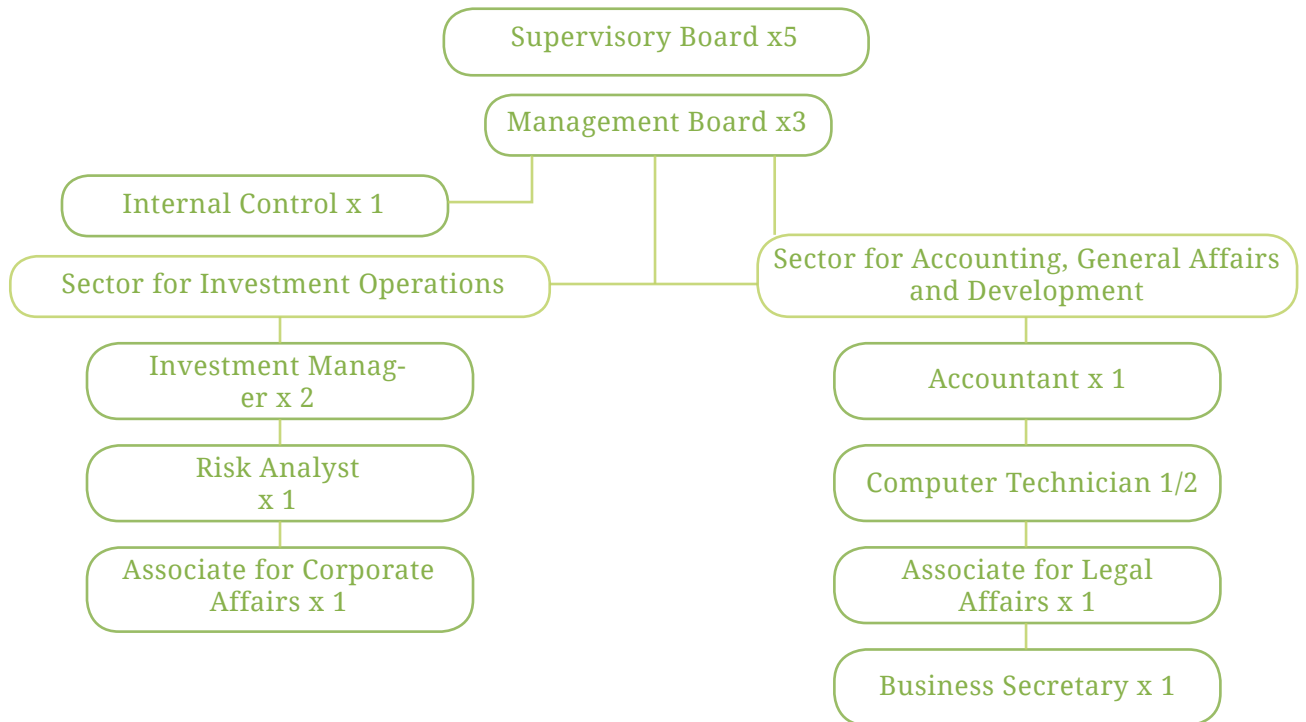 Supervisory Board x5
Management Board x3
Internal Control x 1
Sector for Investment Operations
Sector for Accounting, General Affairs
and Development
Investment Manag-
er x 2
Risk Analyst
x 1
Associate for Corporate
Affairs x 1
Accountant x 1
Computer Technician 1/2
Associate for Legal
Affairs x 1
Business Secretary x 1